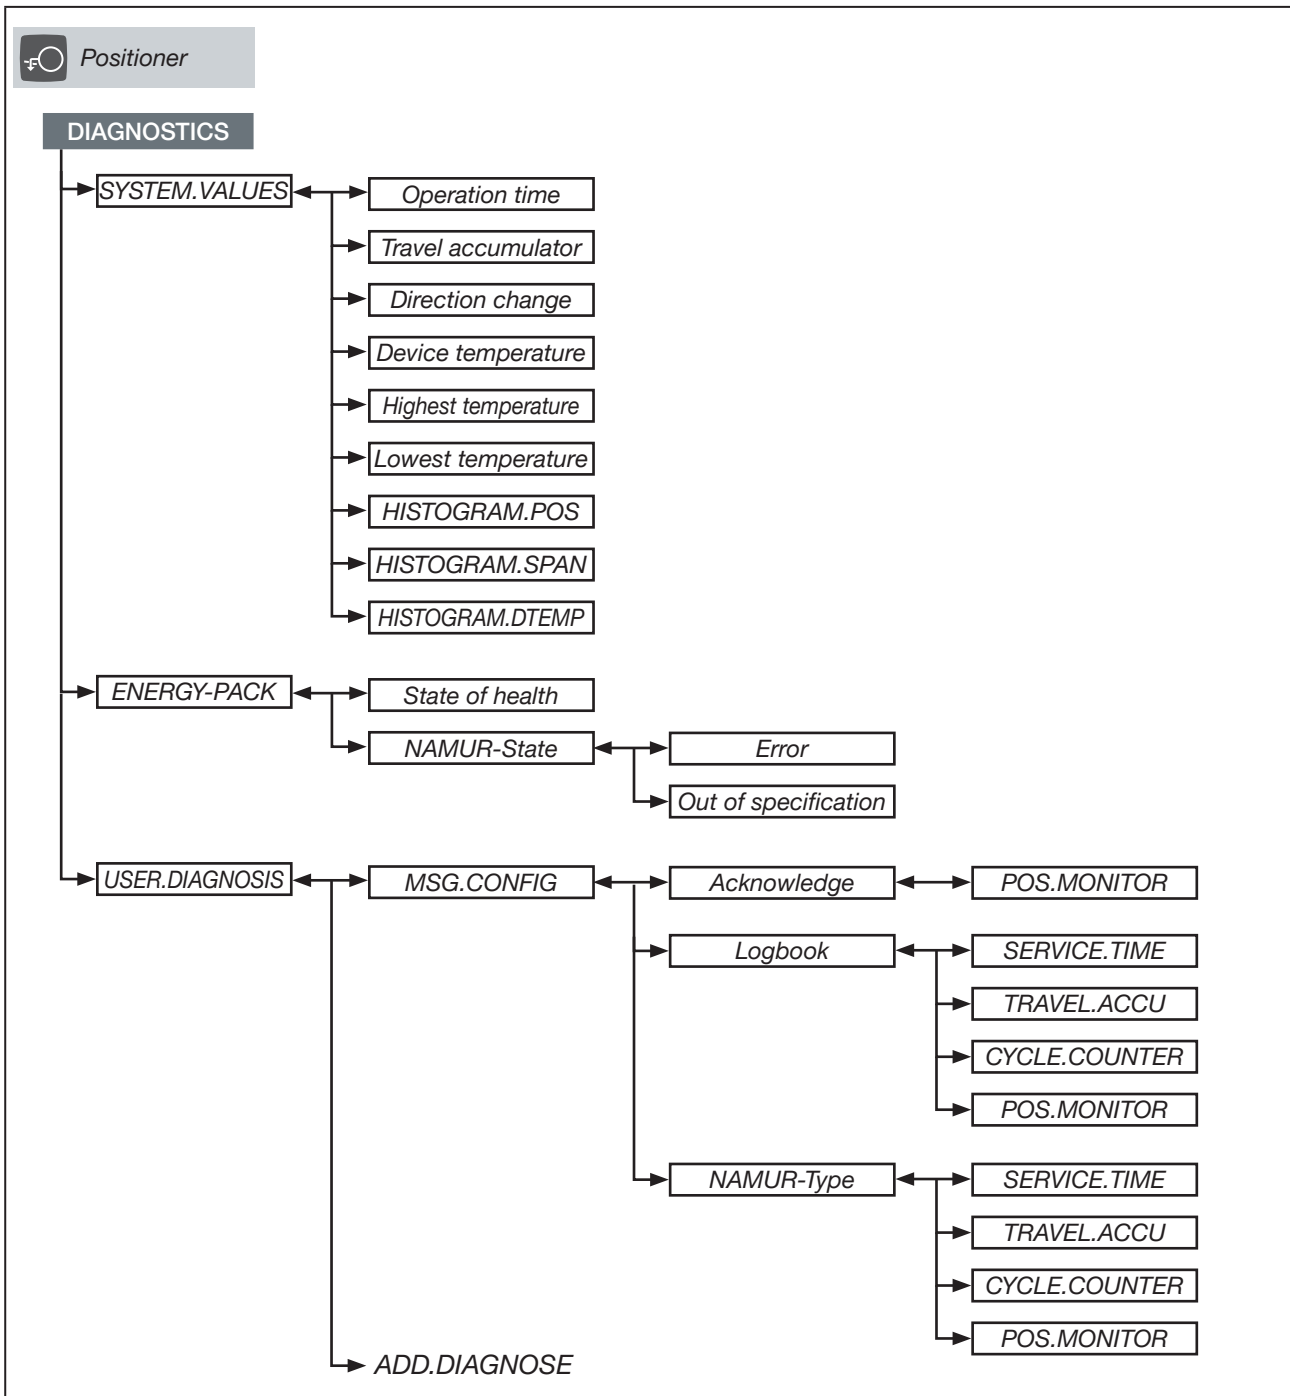 Positioner
DIAGNOSTICS
SYSTEM.VALUES
Operation time
Travel accumulator
Direction change
Device temperature
Highest temperature
Lowest temperature
HISTOGRAM.POS
HISTOGRAM.SPAN
HISTOGRAM.DTEMP
ENERGY-PACK
State of health
NAMUR-State
Error
Out of specification
USER.DIAGNOSIS
MSG.CONFIG
Acknowledge
POS.MONITOR
Logbook
SERVICE.TIME
TRAVEL.ACCU
CYCLE.COUNTER
POS.MONITOR
NAMUR-Type
SERVICE.TIME
TRAVEL.ACCU
CYCLE.COUNTER
POS.MONITOR
ADD.DIAGNOSE